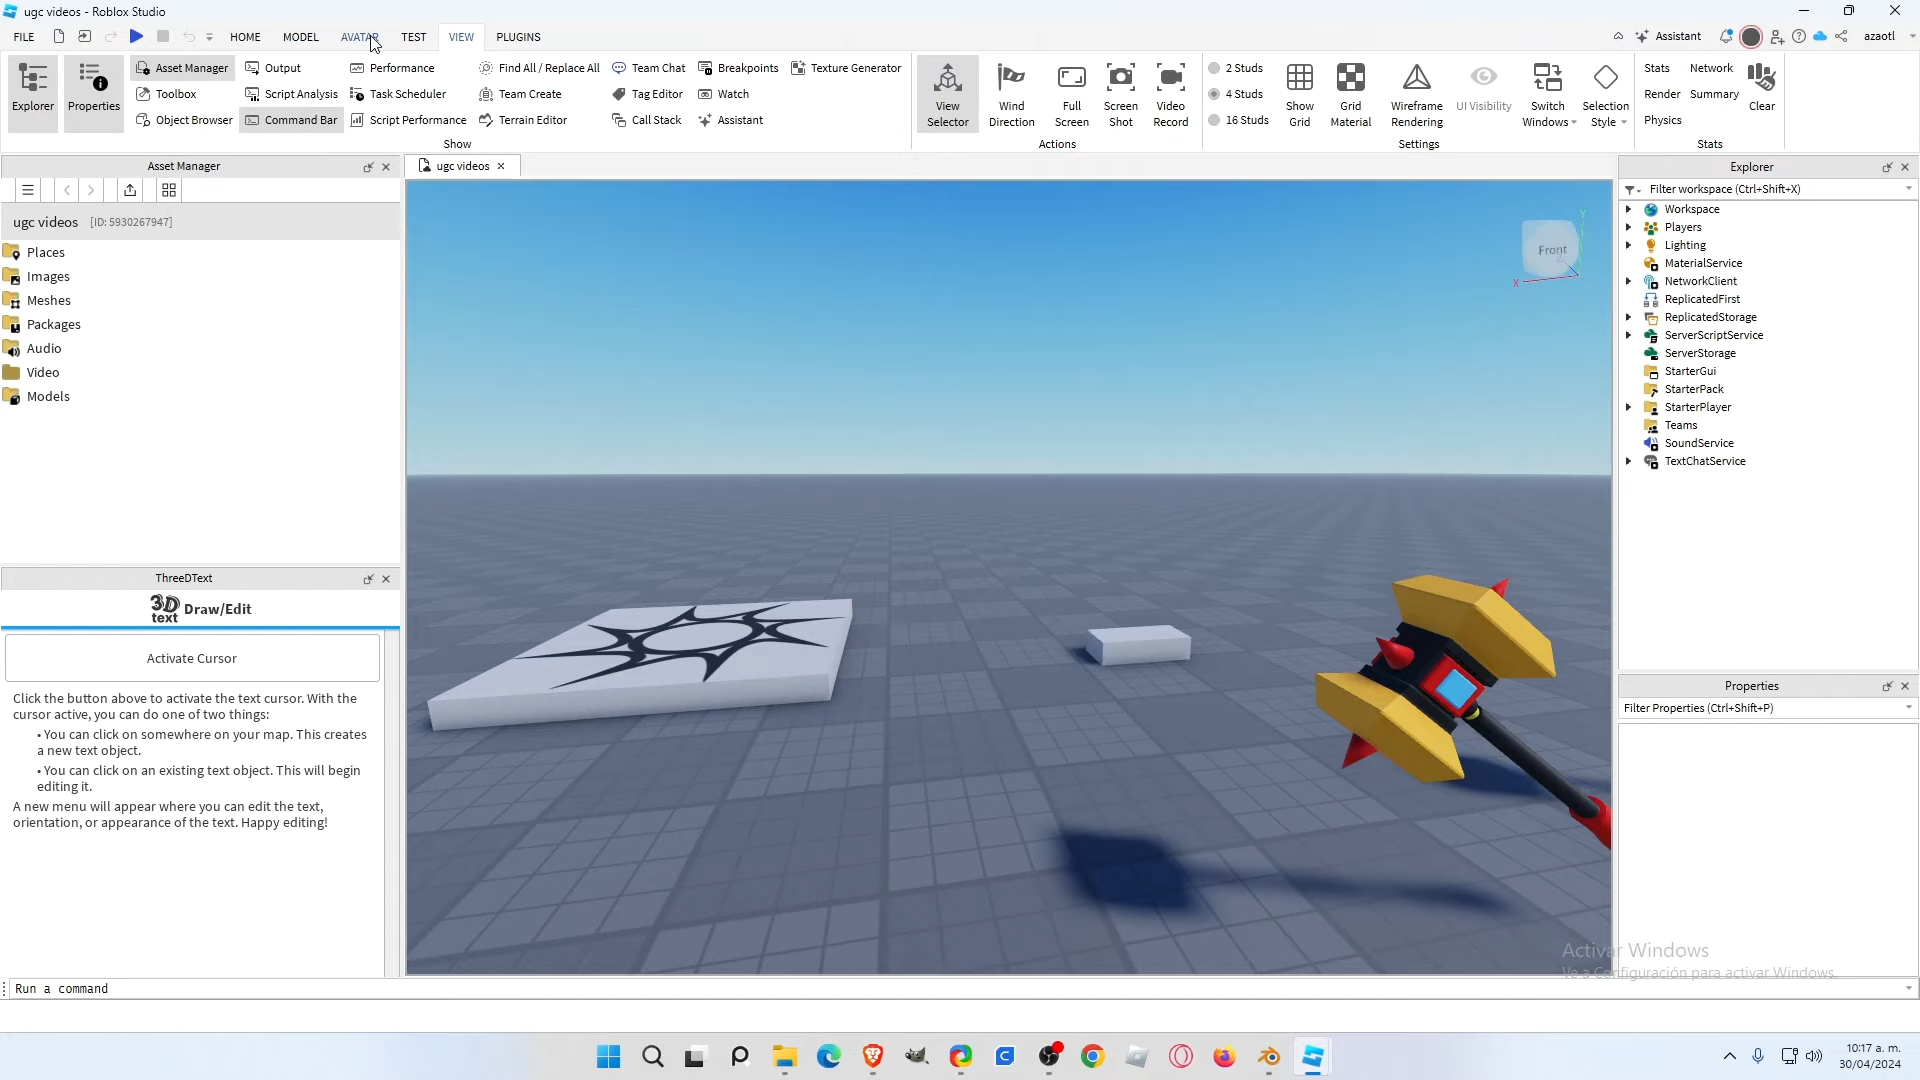 ugc videos - Roblox Studio
FILE HOME MODEL AVATAR TEST VIEW PLUGINS Assistant zaaotl
Explorer
Properties
Asset Manager
Toolbox
Object Browser
Output
Script Analysis
Command Bar
Performance
Task Scheduler
Script Performance
Find All / Replace All
Team Create
Terrain Editor
Team Chat
Tag Editor
Call Stack
Breakpoints
Watch
Assistant
Texture Generator
Show
View
Selector
Wind
Direction
Full
Screen
Screen
Shot
Video
Record
Actions
2 Studs
4 Studs
16 Studs
Show
Grid
Grid
Material
Wireframe
Rendering
UI Visibility
Switch
Windows
Selection
Style
Settings
Stats
Render
Physics
Network
Summary
Clear
Stats
Asset Manager
ugc videos [ID: 5930267947]
Places
Images
Meshes
Packages
Audio
Video
Models
ThreeDText
3D text Draw/Edit
Activate Cursor
Click the button above to activate the text cursor. With the
cursor active, you can do one of two things:
• You can click on somewhere on your map. This creates
a new text object.
• You can click on an existing text object. This will begin
editing it.
A new menu will appear where you can edit the text,
orientation, or appearance of the text. Happy editing!
ugc videos
Front
Y
X
Z
Explorer
Filter workspace (Ctrl+Shift+X)
Workspace
Players
Lighting
MaterialService
NetworkClient
ReplicatedFirst
ReplicatedStorage
ServerScriptService
ServerStorage
StarterGui
StarterPack
StarterPlayer
Teams
SoundService
TextChatService
Properties
Filter Properties (Ctrl+Shift+P)
Activar Windows
Ve a Configuración para activar Windows.
Run a command
10:17 a. m.
30/04/2024